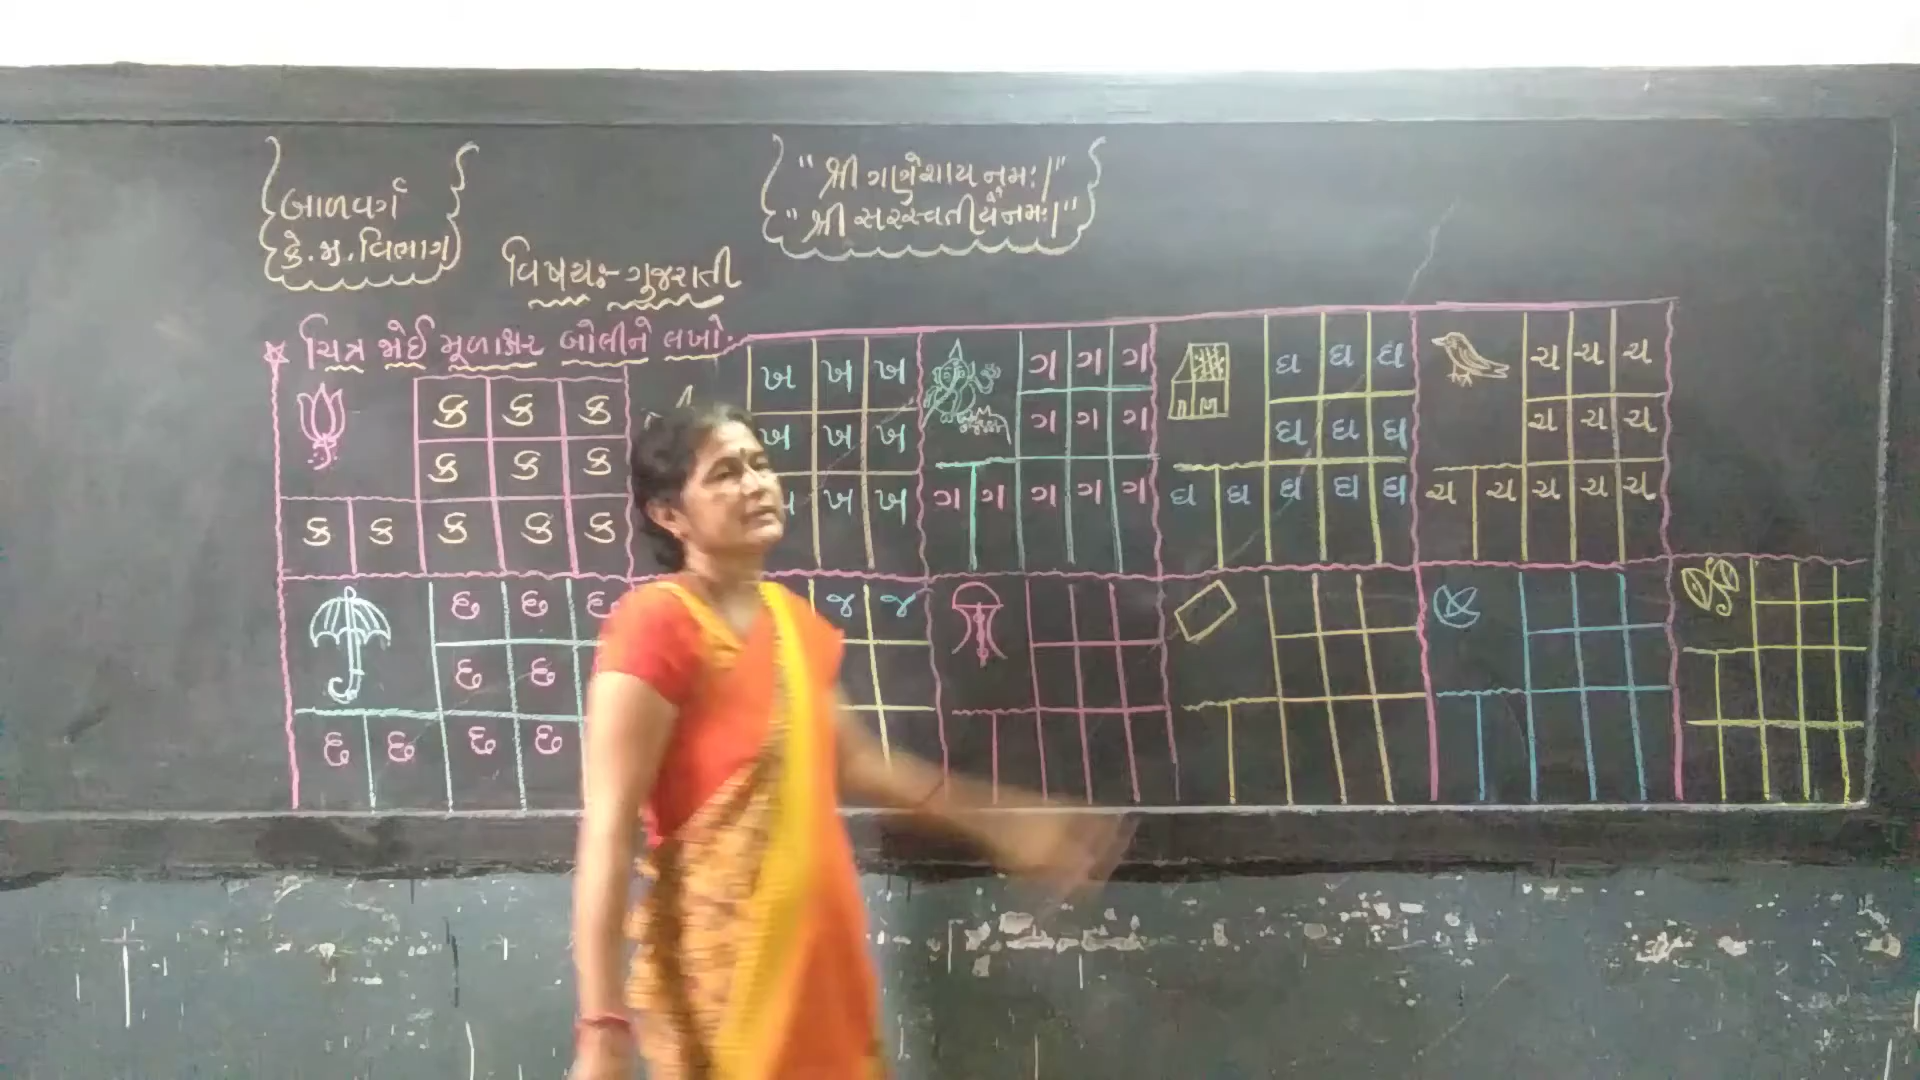 બાળવર્ગ
કે.મુ.વિભાગ
"શ્રી ગણેશાય નમઃ|"
"શ્રી સરસ્વતીયૈ નમઃ|"
વિષયઃ- ગુજરાતી
ચિત્ર જોઈ મૂળાક્ષર બોલીને લખો.
ક ક ક
ક ક ક
ક ક ક ક ક
ખ ખ ખ
ખ ખ ખ
ખ ખ ખ
ગ ગ ગ
ગ ગ ગ
ગ ગ ગ ગ ગ
ઘ ઘ ઘ
ઘ ઘ ઘ
ઘ ઘ ઘ ઘ ઘ
ચ ચ ચ
ચ ચ ચ
ચ ચ ચ ચ ચ
છ છ છ
છ છ
છ છ છ છ
જ જ